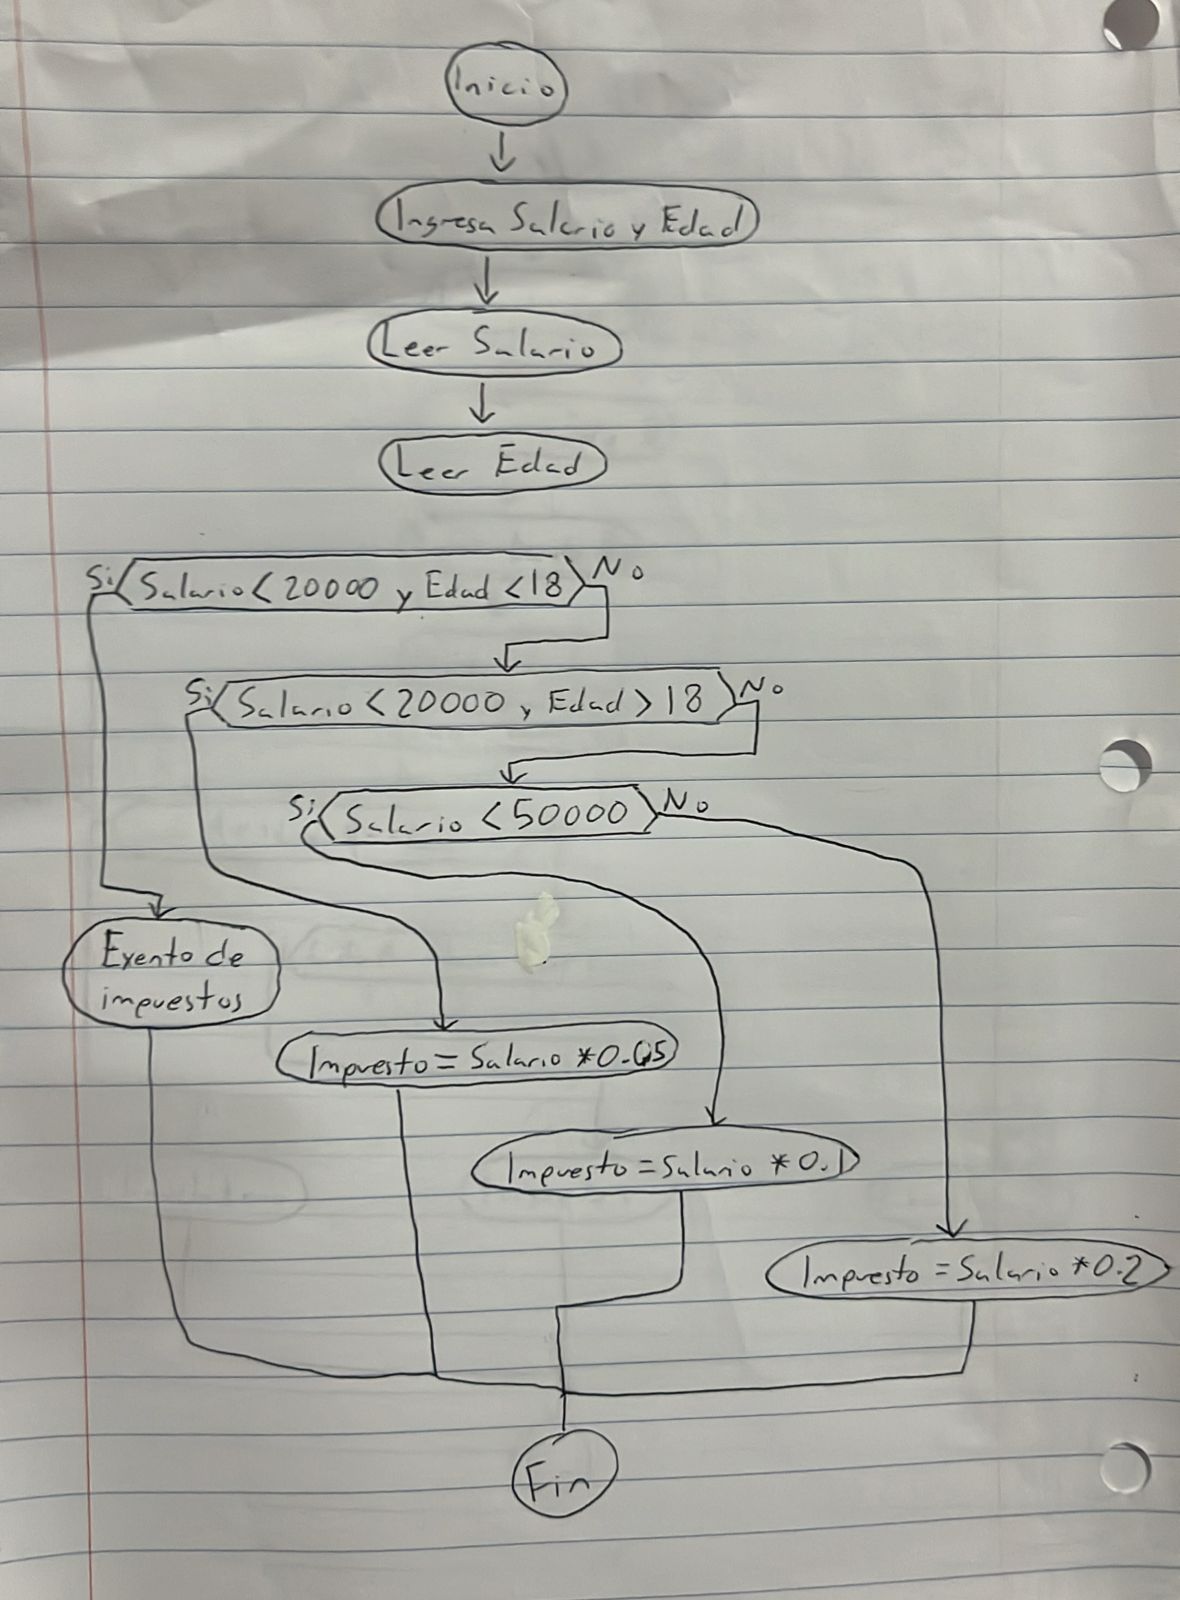 Inicio
Ingresa Salario y Edad
Leer Salario
Leer Edad
Si Salario < 20000 y Edad < 18 No
Si Salario < 20000 y Edad > 18 No
Si Salario < 50000 No
Exento de
impuestos
Impuesto = Salario * 0.05
Impuesto = Salario * 0.1
Impuesto = Salario * 0.2
Fin